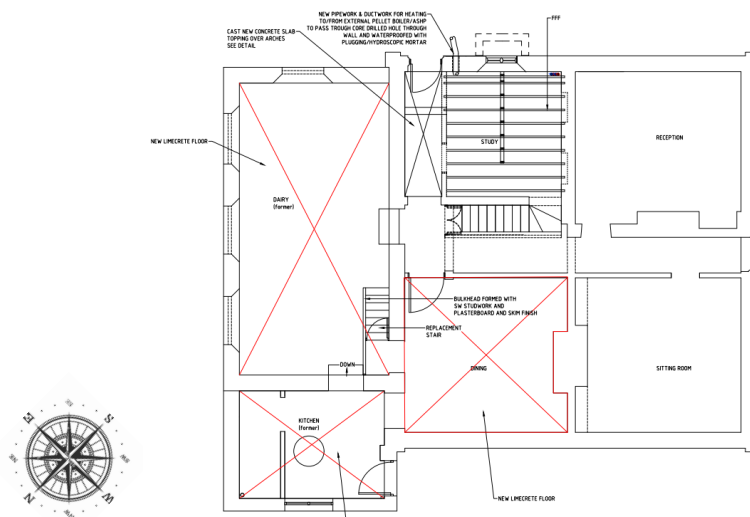 NEW PIPEWORK & DUCTWORK FOR HEATING
TO/FROM EXTERNAL PELLET BOILER/ASHP
TO PASS TROUGH CORE DRILLED HOLE THROUGH
WALL AND WATERPROOFED WITH
PLUGGING/HYDROSCOPIC MORTAR
FFF
CAST NEW CONCRETE SLAB
TOPPING OVER ARCHES
SEE DETAIL
NEW LIMECRETE FLOOR
STUDY
RECEPTION
DAIRY
(former)
BULKHEAD FORMED WITH
SW STUDWORK AND
PLASTERBOARD AND SKIM FINISH
REPLACEMENT
STAIR
DOWN
DINING
SITTING ROOM
KITCHEN
(former)
NEW LIMECRETE FLOOR
E
S
N
W